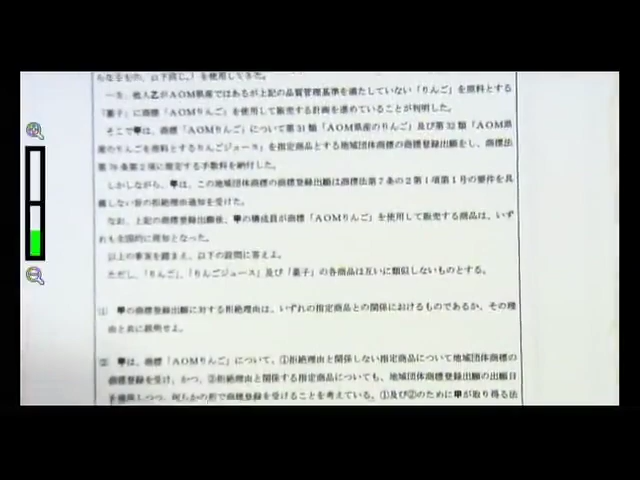 らなるもの。以下同じ。）を使用してきた。
一方、他人乙がＡＯＭ県産ではあるが上記の品質管理基準を満たしていない「りんご」を原料とする
「菓子」に商標「ＡＯＭりんご」を使用して販売する計画を進めていることが判明した。
そこで甲は、商標「ＡＯＭりんご」について第31類「ＡＯＭ県産のりんご」及び第32類「ＡＯＭ県
産のりんごを原料とするりんごジュース」を指定商品とする地域団体商標の商標登録出願をし、商標法
第76条第2項に規定する手数料を納付した。
しかしながら、甲は、この地域団体商標の商標登録出願は商標法第7条の2第1項第1号の要件を具
備しない旨の拒絶理由通知を受けた。
なお、上記の商標登録出願後、甲の構成員が商標「ＡＯＭりんご」を使用して販売する商品は、いず
れも全国的に周知となった。
以上の事実を踏まえ、以下の設問に答えよ。
ただし、「りんご」、「りんごジュース」及び「菓子」の各商品は互いに類似しないものとする。
(1) 甲の商標登録出願に対する拒絶理由は、いずれの指定商品との関係におけるものであるか、その理
由と共に説明せよ。
(2) 甲は、商標「ＡＯＭりんご」について、①拒絶理由と関係しない指定商品について地域団体商標の
商標登録を受け、かつ、②拒絶理由と関係する指定商品についても、地域団体商標登録出願の出願日
を確保しつつ、何らかの形で商標登録を受けることを考えている。①及び②のために甲が取り得る法